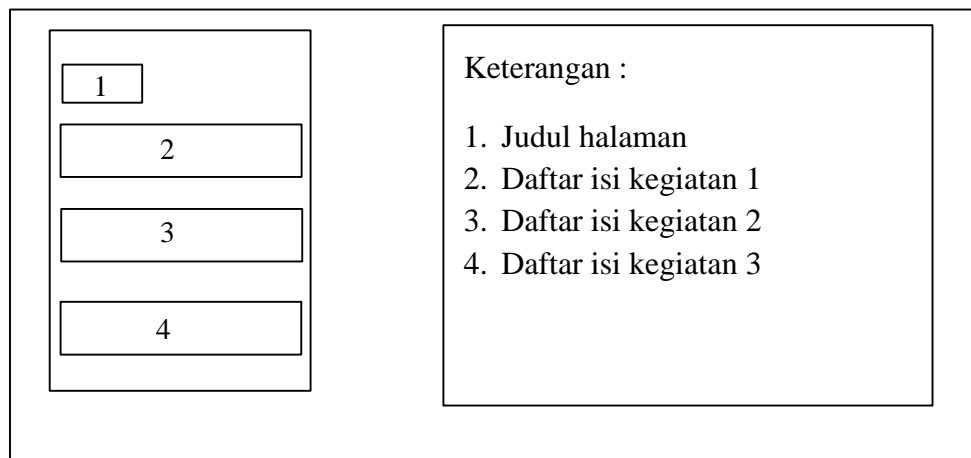 1
2
3
4
Keterangan :
1. Judul halaman
2. Daftar isi kegiatan 1
3. Daftar isi kegiatan 2
4. Daftar isi kegiatan 3